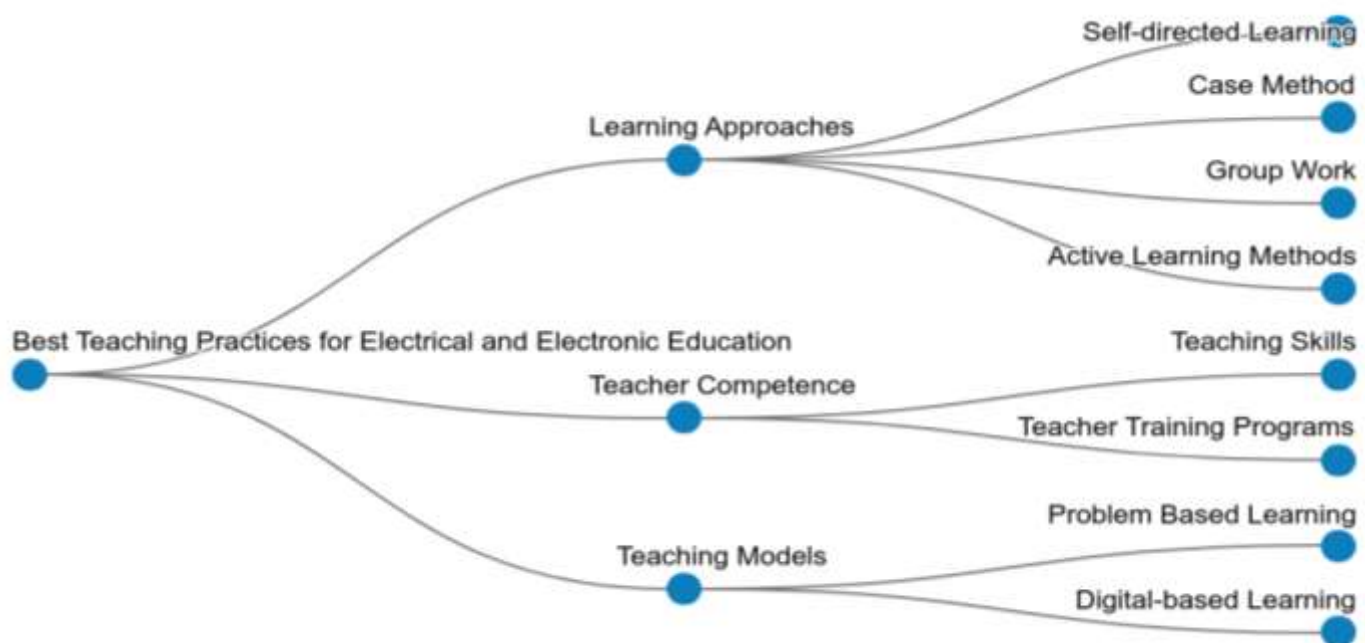 Self-directed Learning
Case Method
Learning Approaches
Group Work
Active Learning Methods
Best Teaching Practices for Electrical and Electronic Education
Teaching Skills
Teacher Competence
Teacher Training Programs
Problem Based Learning
Teaching Models
Digital-based Learning